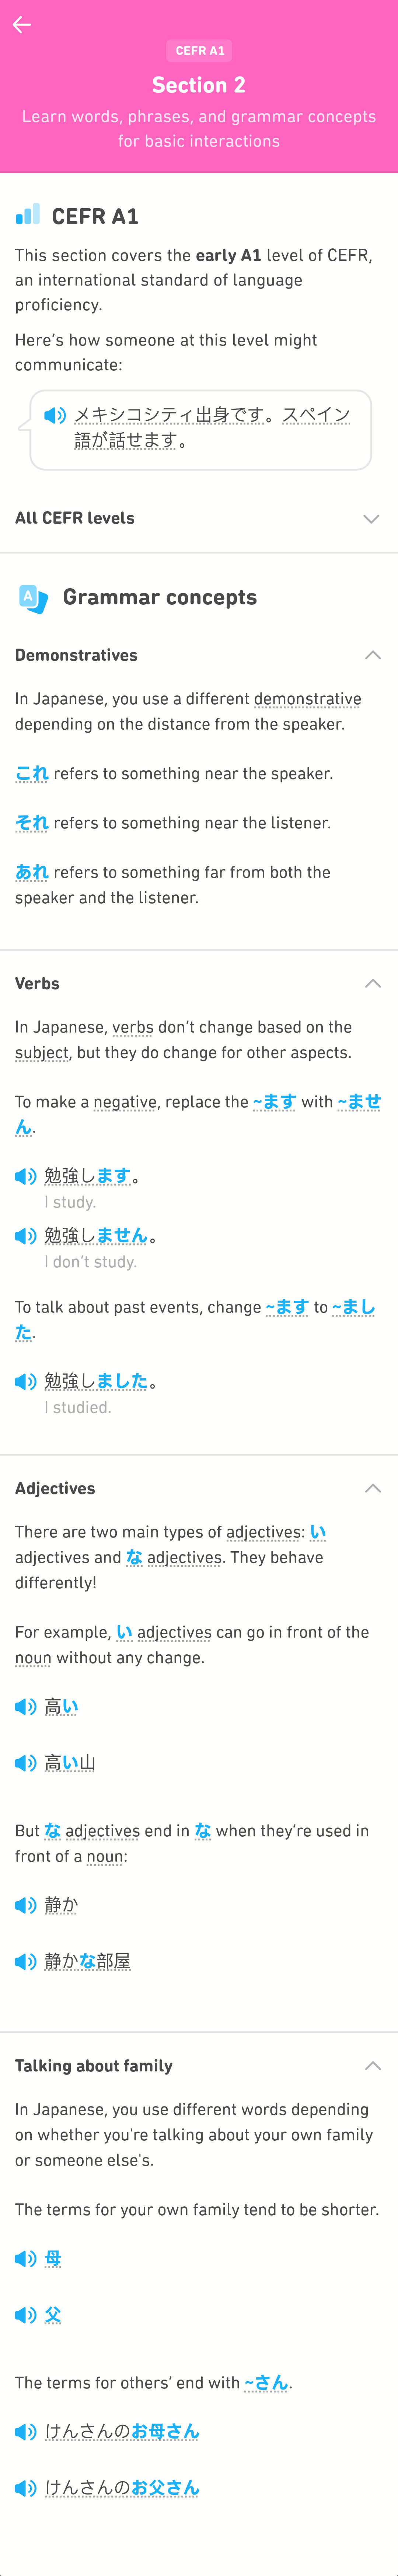 CEFR A1
Section 2
Learn words, phrases, and grammar concepts
for basic interactions
CEFR A1
This section covers the early A1 level of CEFR,
an international standard of language
proficiency.
Here's how someone at this level might
communicate:
メキシコシティ出身です。スペイン
語が話せます。
All CEFR levels
A
Grammar concepts
Demonstratives
In Japanese, you use a different demonstrative
depending on the distance from the speaker.
これ refers to something near the speaker.
それ refers to something near the listener.
あれ refers to something far from both the
speaker and the listener.
Verbs
In Japanese, verbs don't change based on the
subject, but they do change for other aspects.
To make a negative, replace the ~ます with ~ませ
ん.
勉強します。
I study.
勉強しません。
I don't study.
To talk about past events, change ~ます to ~まし
た.
勉強しました。
I studied.
Adjectives
There are two main types of adjectives: い
adjectives and な adjectives. They behave
differently!
For example, い adjectives can go in front of the
noun without any change.
高い
高い山
But な adjectives end in な when they're used in
front of a noun:
静か
静かな部屋
Talking about family
In Japanese, you use different words depending
on whether you're talking about your own family
or someone else's.
The terms for your own family tend to be shorter.
母
父
The terms for others' end with ~さん.
けんさんのお母さん
けんさんのお父さん